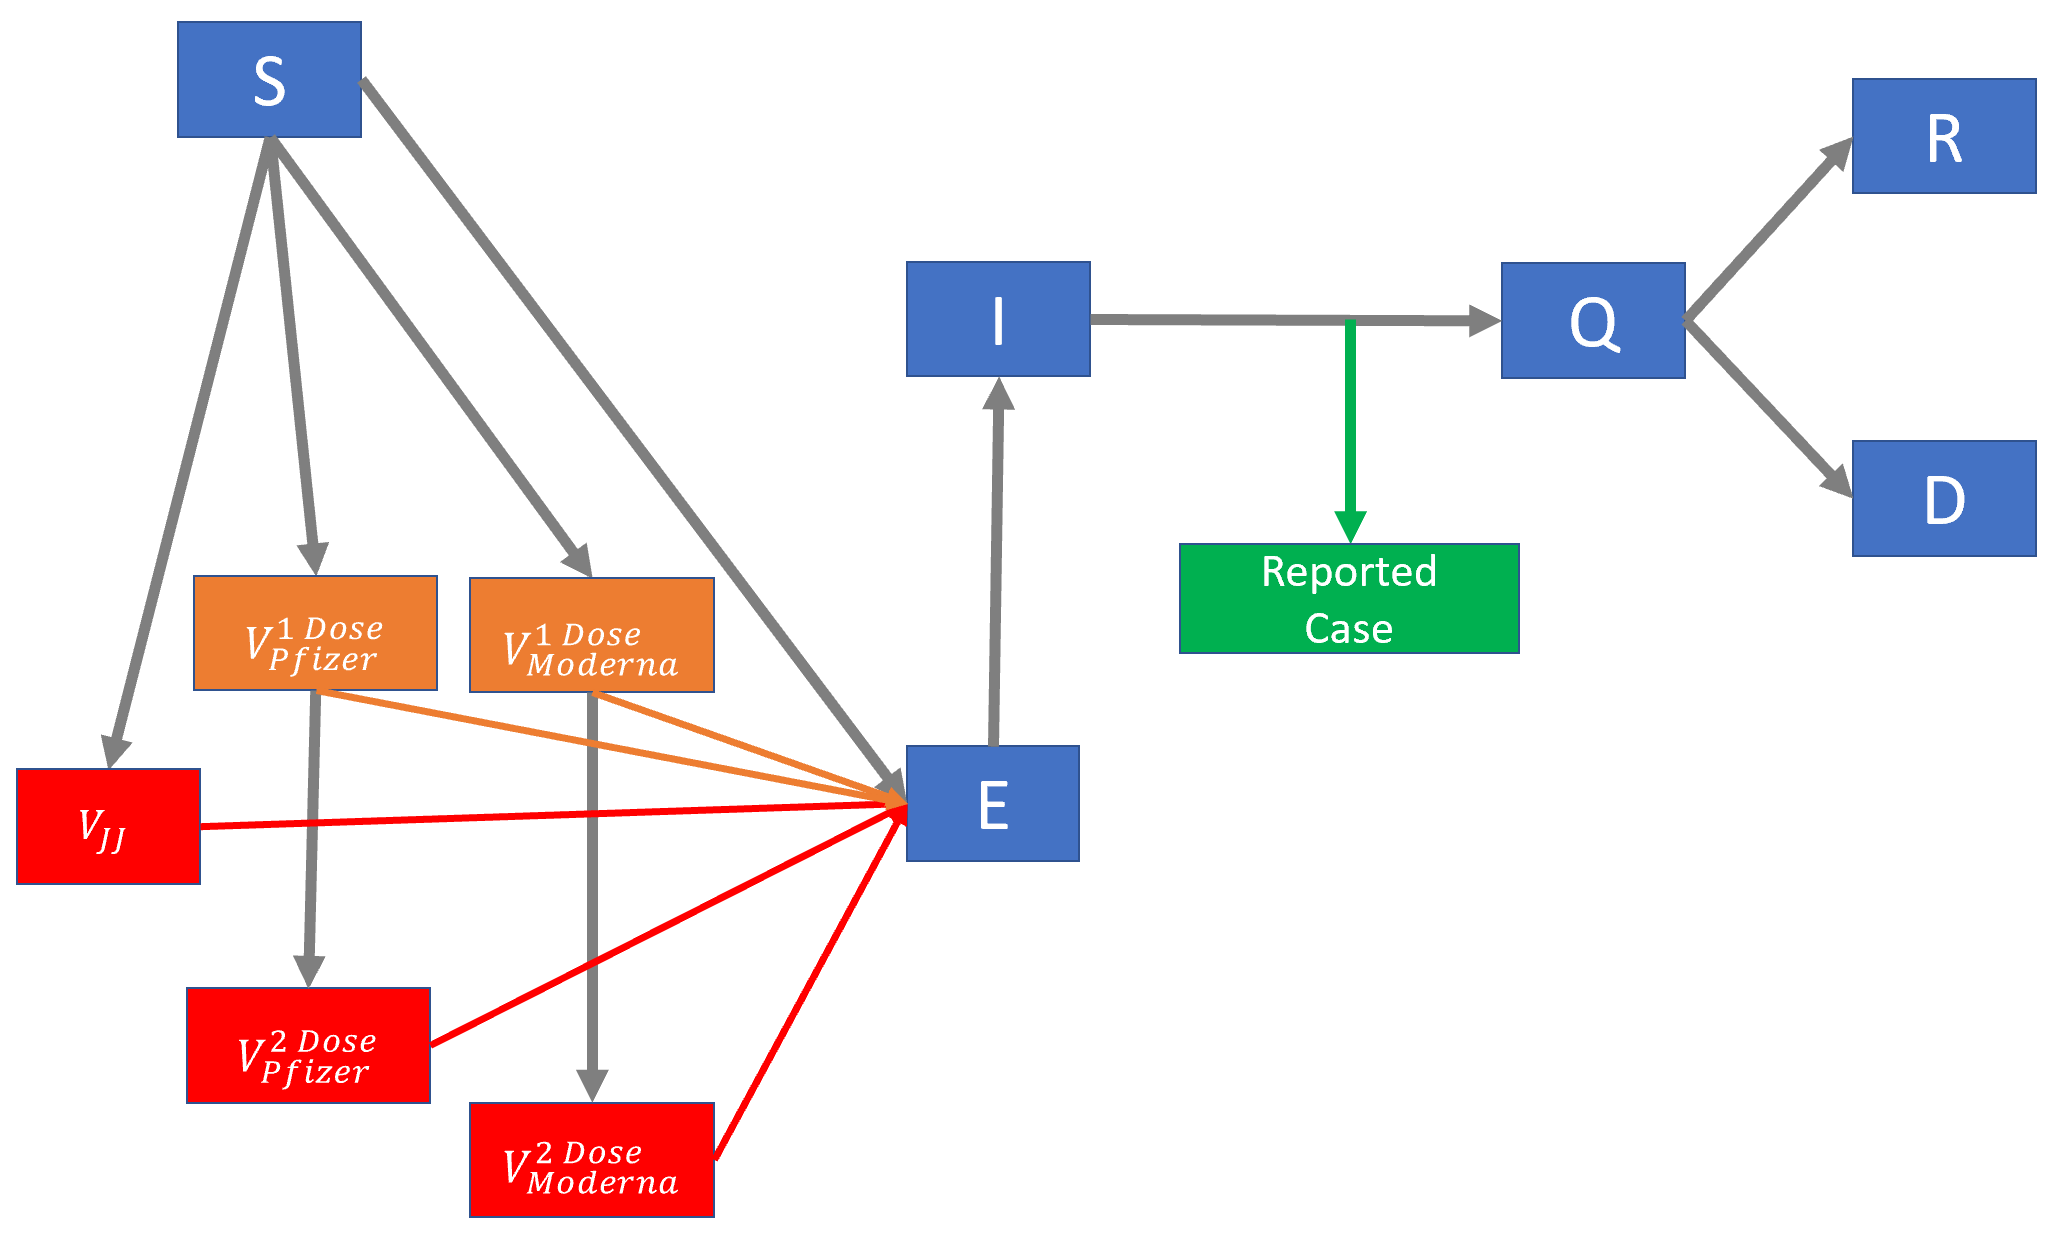 S
R
I
Q
D
Reported
Case
V_{Pfizer}^{1 Dose}
V_{Moderna}^{1 Dose}
V_{JJ}
E
V_{Pfizer}^{2 Dose}
V_{Moderna}^{2 Dose}